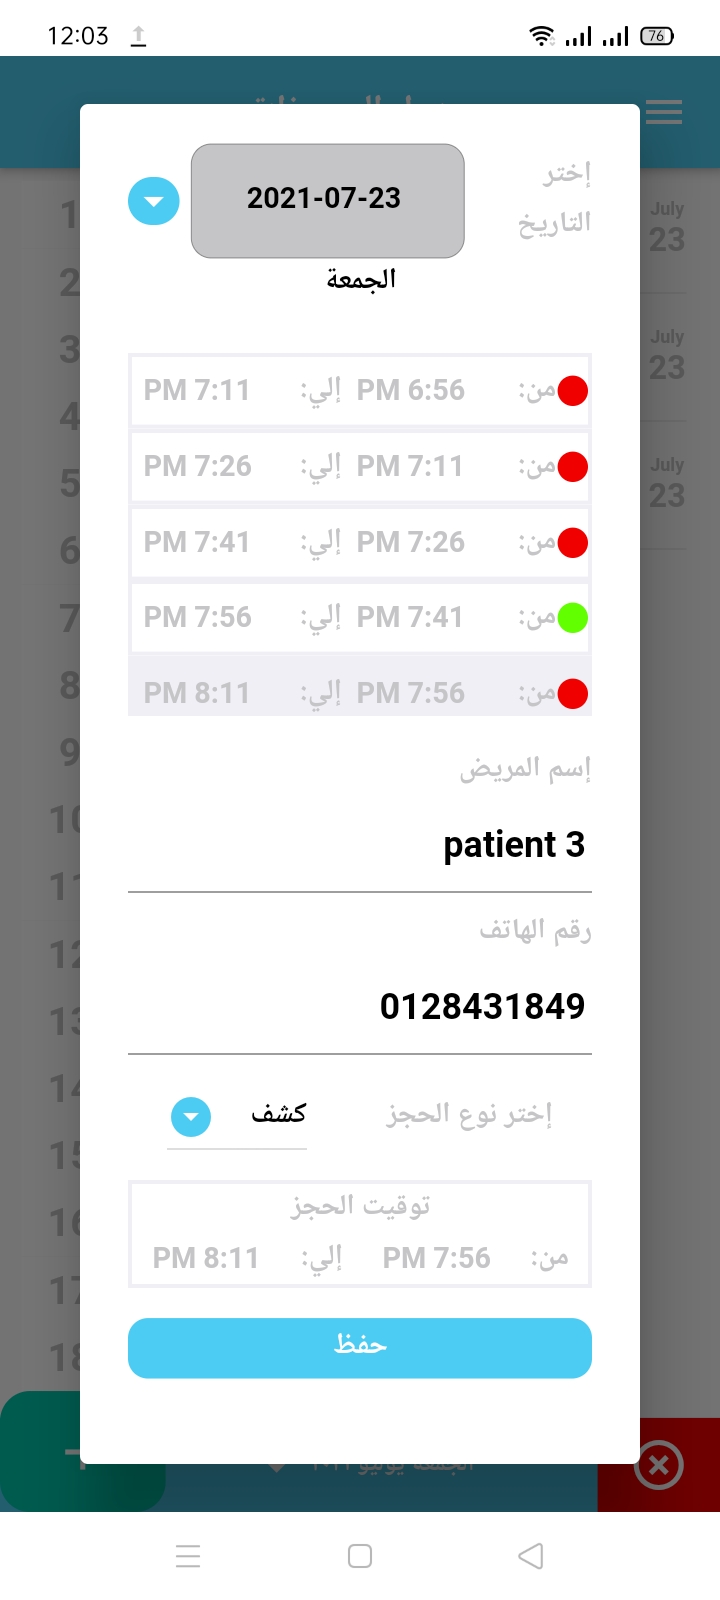 12:03
76
إختر
التاريخ
2021-07-23
الجمعة
من: 6:56 PM إلي: 7:11 PM
من: 7:11 PM إلي: 7:26 PM
من: 7:26 PM إلي: 7:41 PM
من: 7:41 PM إلي: 7:56 PM
من: 7:56 PM إلي: 8:11 PM
إسم المريض
patient 3
رقم الهاتف
0128431849
إختر نوع الحجز كشف
توقيت الحجز
من: 7:56 PM إلي: 8:11 PM
حفظ
July
23
July
23
July
23
1
2
3
4
5
6
7
8
9
10
11
12
13
14
15
16
17
18